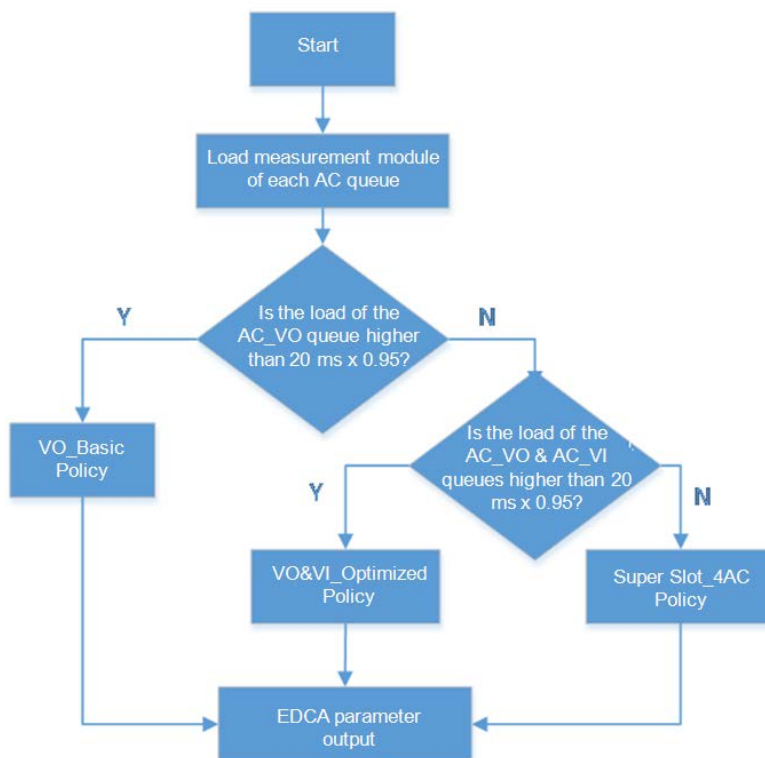 Start
Load measurement module
of each AC queue
Is the load of the
AC_VO queue higher
than 20 ms x 0.95?
Y
N
VO_Basic
Policy
Is the load of the
AC_VO & AC_VI
queues higher than 20
ms x 0.95?
Y
N
VO&VI_Optimized
Policy
Super Slot_4AC
Policy
EDCA parameter
output